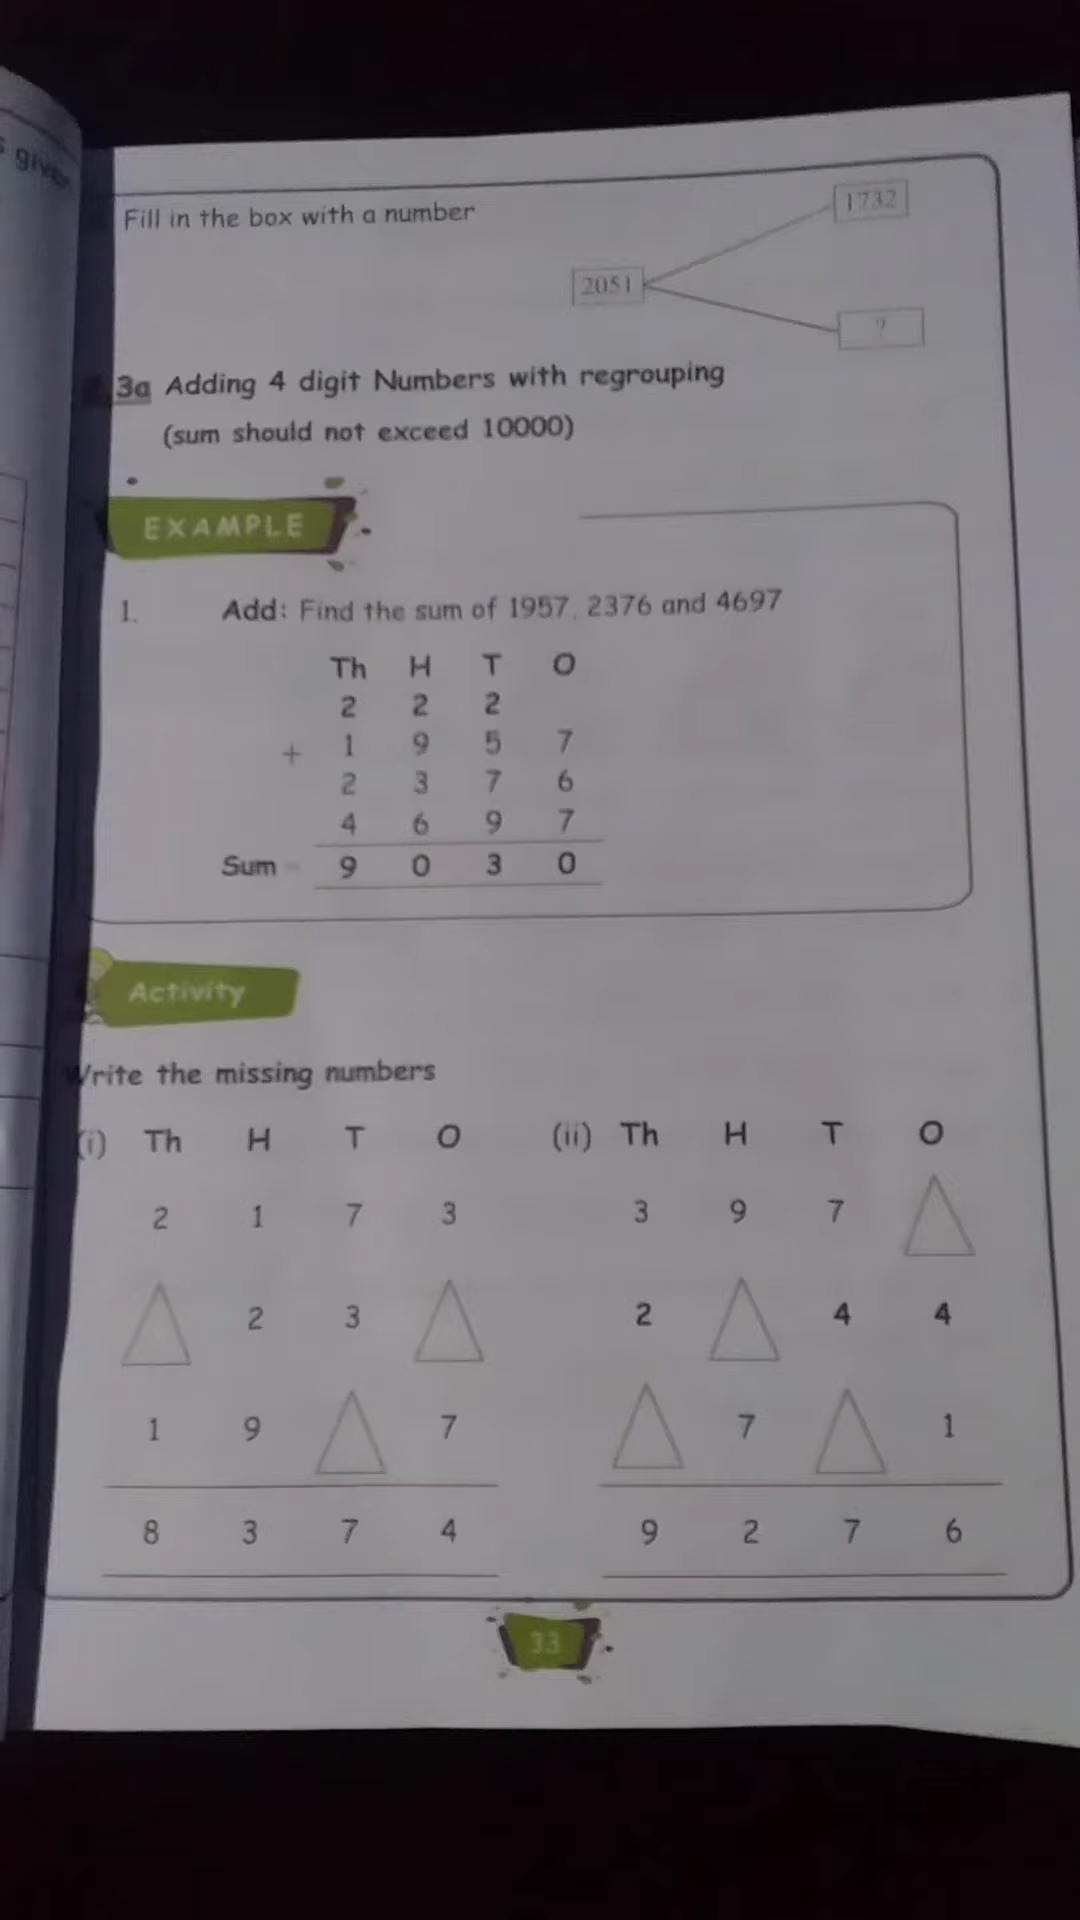 given
Fill in the box with a number
1732
2051
?
3a Adding 4 digit Numbers with regrouping
(sum should not exceed 10000)
EXAMPLE
1. Add: Find the sum of 1957, 2376 and 4697
Th H T O
2 2 2
+ 1 9 5 7
2 3 7 6
4 6 9 7
Sum = 9 0 3 0
Activity
Write the missing numbers
(i) Th H T O
2 1 7 3
2 3
1 9 7
8 3 7 4
(ii) Th H T O
3 9 7
2 4 4
7 1
9 2 7 6
33